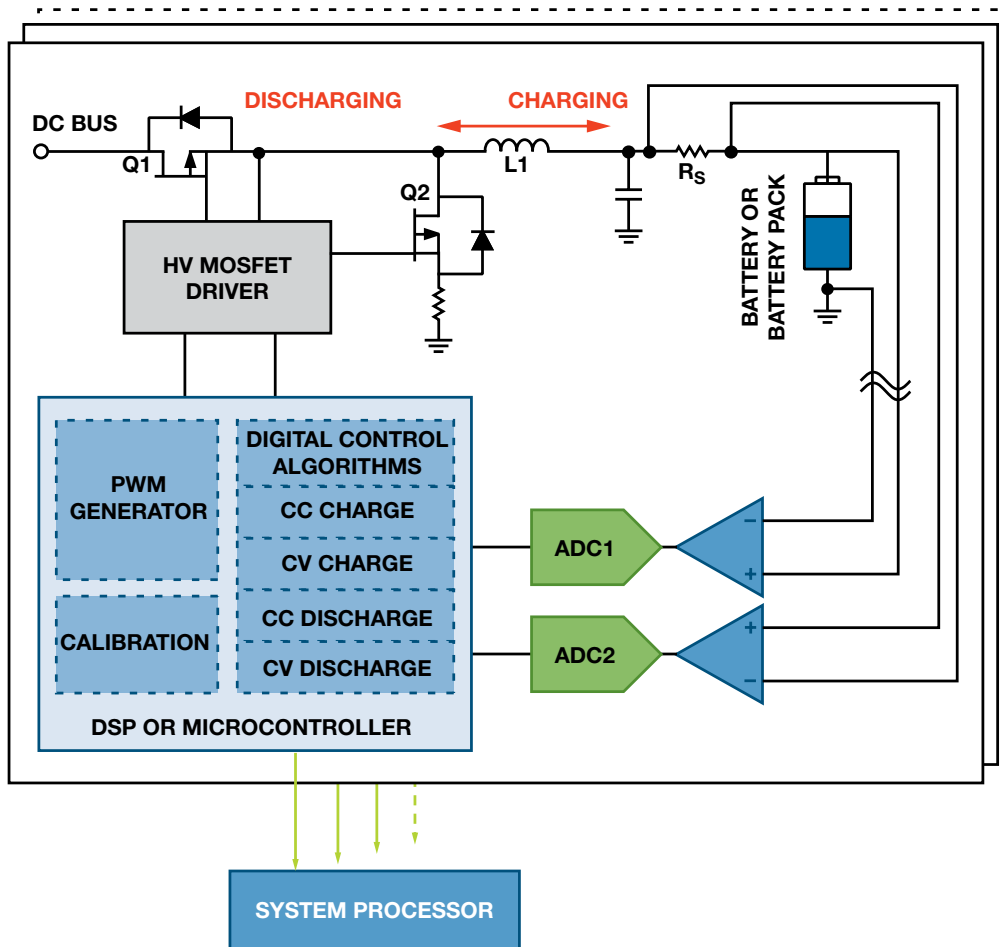 DISCHARGING
CHARGING
DC BUS
Q1
L1
RS
Q2
HV MOSFET
DRIVER
BATTERY OR
BATTERY PACK
PWM
GENERATOR
CALIBRATION
DIGITAL CONTROL
ALGORITHMS
CC CHARGE
CV CHARGE
CC DISCHARGE
CV DISCHARGE
DSP OR MICROCONTROLLER
ADC1
−
+
ADC2
+
−
SYSTEM PROCESSOR